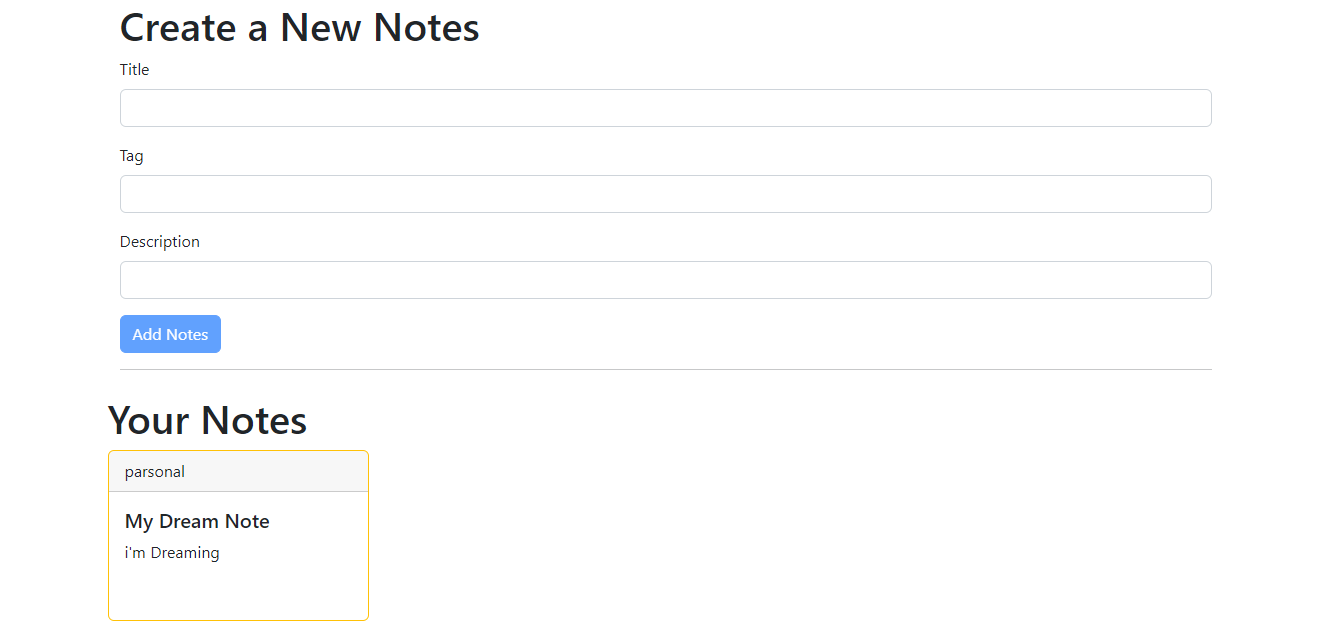 Create a New Notes
Title
Tag
Description
Add Notes
Your Notes
parsonal
My Dream Note
i'm Dreaming